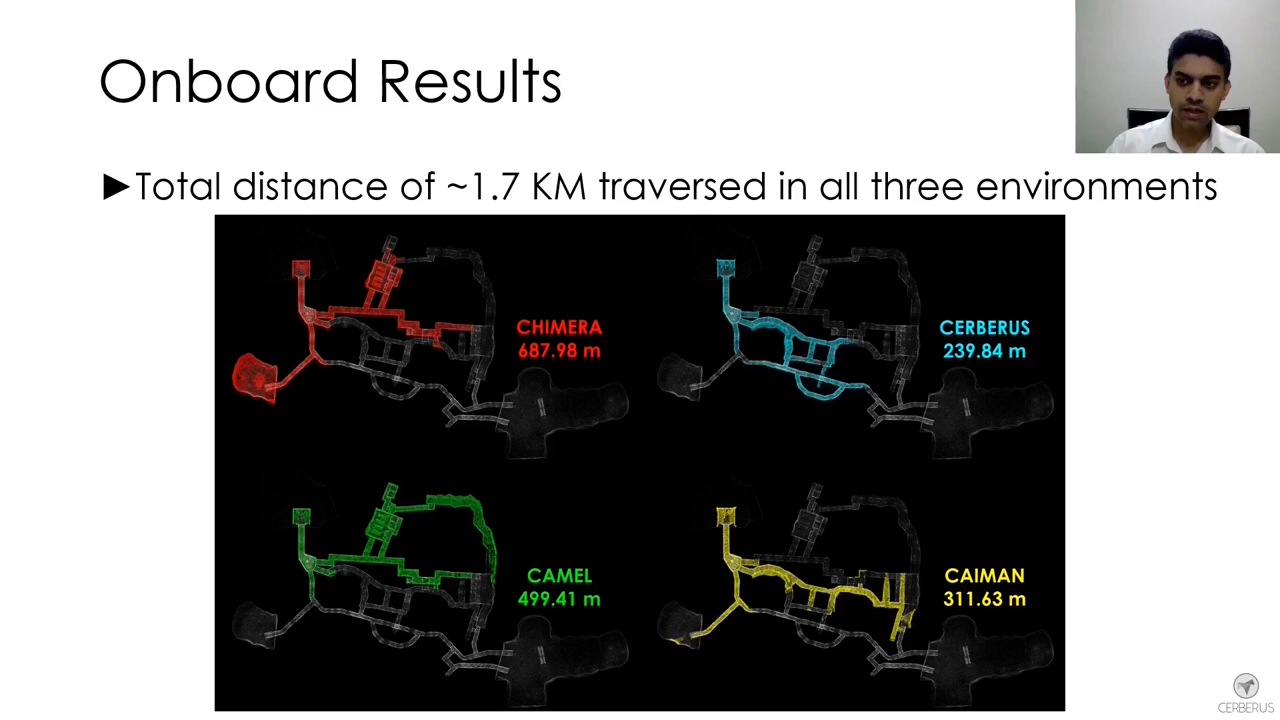 Onboard Results
►Total distance of ~1.7 KM traversed in all three environments
CHIMERA
687.98 m
CERBERUS
239.84 m
CAMEL
499.41 m
CAIMAN
311.63 m
CERBERUS